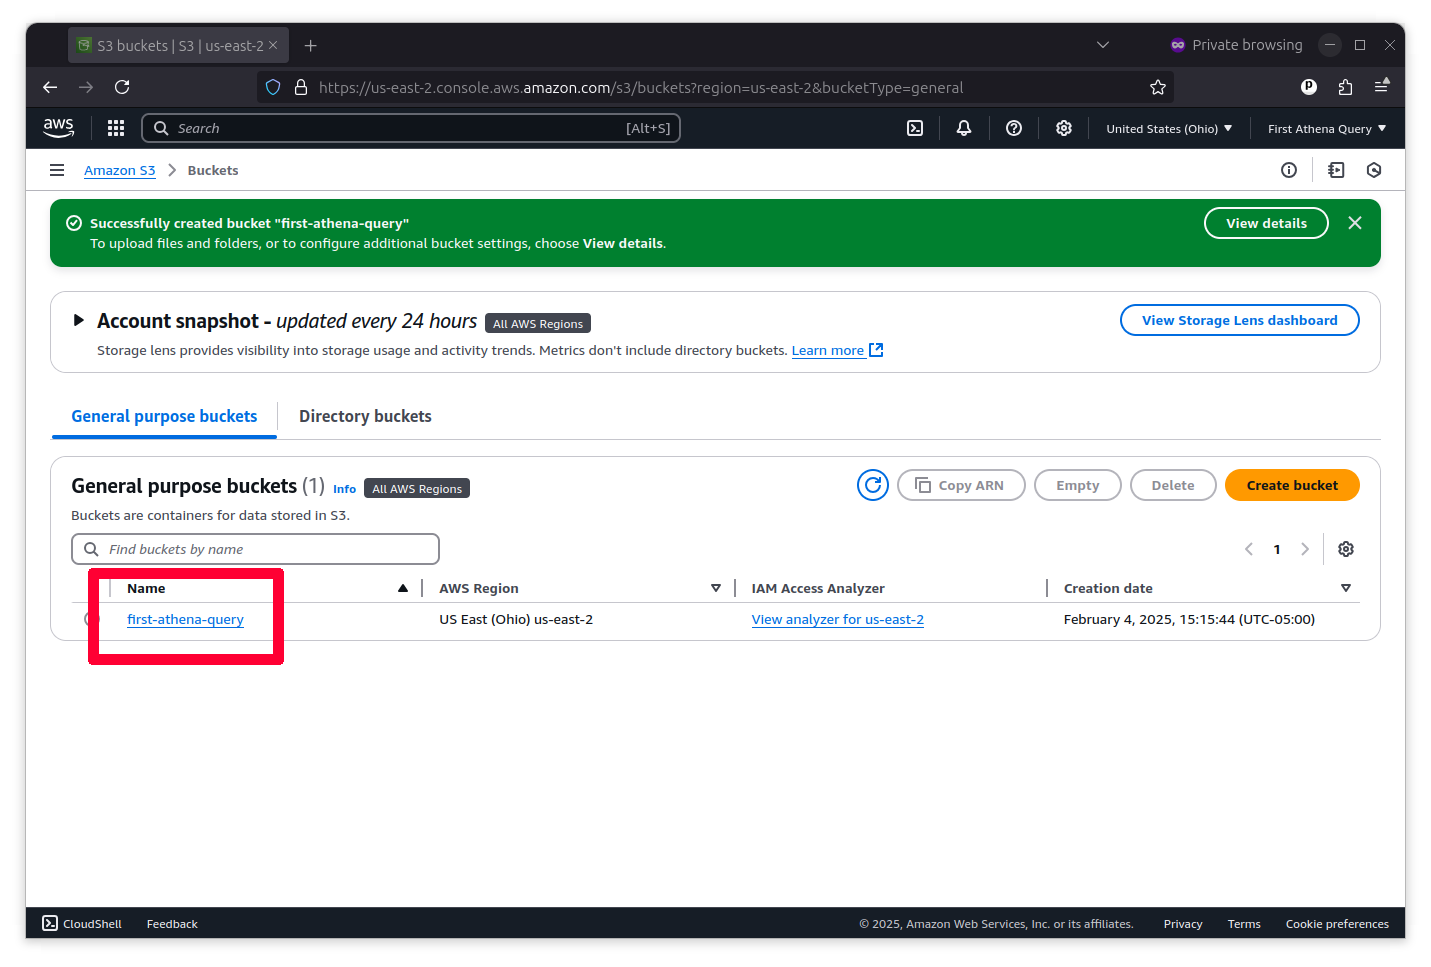 S3 buckets | S3 | us-east-2
Private browsing
https://us-east-2.console.aws.amazon.com/s3/buckets?region=us-east-2&bucketType=general
P
aws
Search
[Alt+S]
United States (Ohio)
First Athena Query
Amazon S3
Buckets
Successfully created bucket "first-athena-query"
To upload files and folders, or to configure additional bucket settings, choose View details.
View details
Account snapshot - updated every 24 hours
All AWS Regions
View Storage Lens dashboard
Storage lens provides visibility into storage usage and activity trends. Metrics don't include directory buckets. Learn more
General purpose buckets
Directory buckets
General purpose buckets (1)
Info
All AWS Regions
Copy ARN
Empty
Delete
Create bucket
Buckets are containers for data stored in S3.
Find buckets by name
1
Name
AWS Region
IAM Access Analyzer
Creation date
first-athena-query
US East (Ohio) us-east-2
View analyzer for us-east-2
February 4, 2025, 15:15:44 (UTC-05:00)
CloudShell
Feedback
© 2025, Amazon Web Services, Inc. or its affiliates.
Privacy
Terms
Cookie preferences